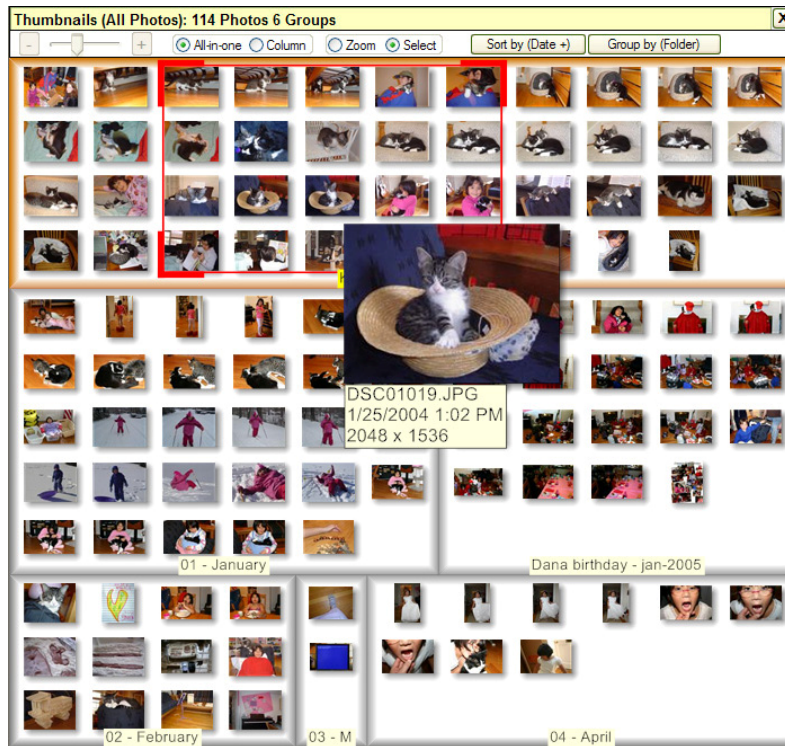 Thumbnails (All Photos): 114 Photos 6 Groups
- + All-in-one Column Zoom Select Sort by (Date +) Group by (Folder)
DSC01019.JPG
1/25/2004 1:02 PM
2048 x 1536
01 - January
Dana birthday - jan-2005
02 - February
03 - M
04 - April